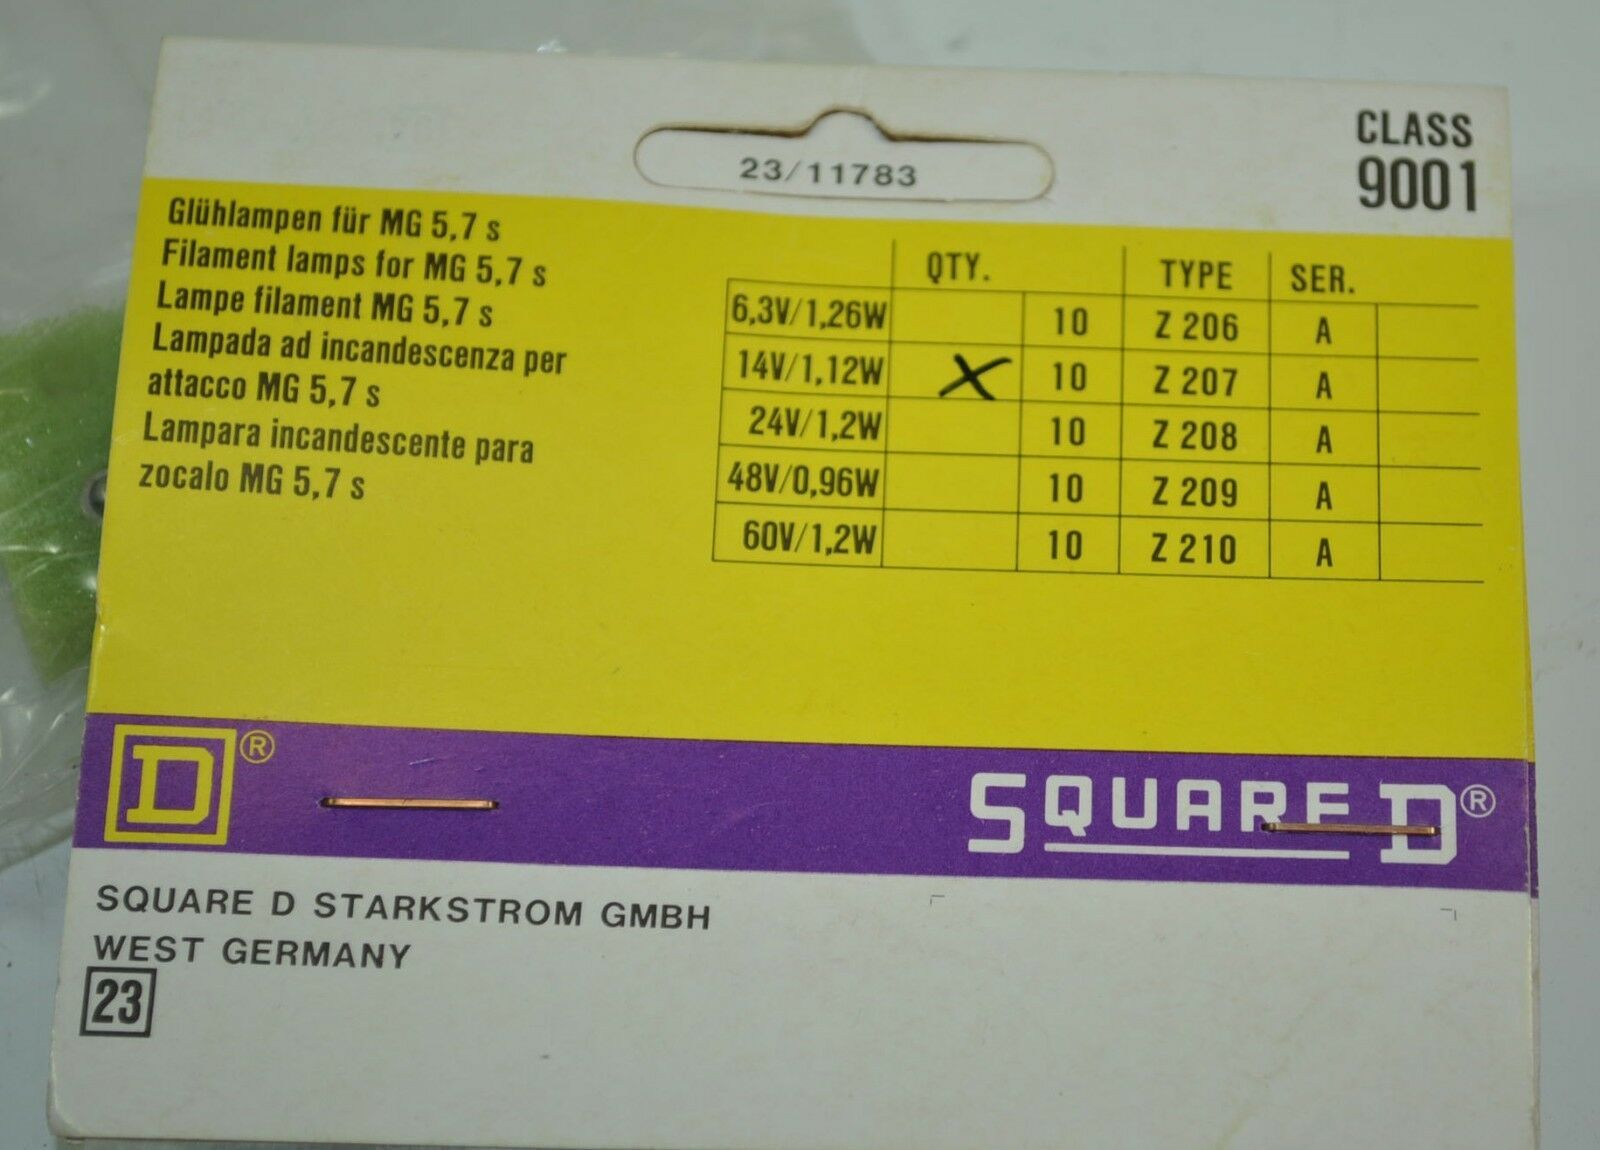 23/11783
CLASS
9001
Glühlampen für MG 5,7 s
Filament lamps for MG 5,7 s
Lampe filament MG 5,7 s
Lampada ad incandescenza per
attacco MG 5,7 s
Lampara incandescente para
zocalo MG 5,7 s
QTY. TYPE SER.
6,3V/1,26W 10 Z 206 A
14V/1,12W X 10 Z 207 A
24V/1,2W 10 Z 208 A
48V/0,96W 10 Z 209 A
60V/1,2W 10 Z 210 A
D®
SQUARE D®
SQUARE D STARKSTROM GMBH
WEST GERMANY
23